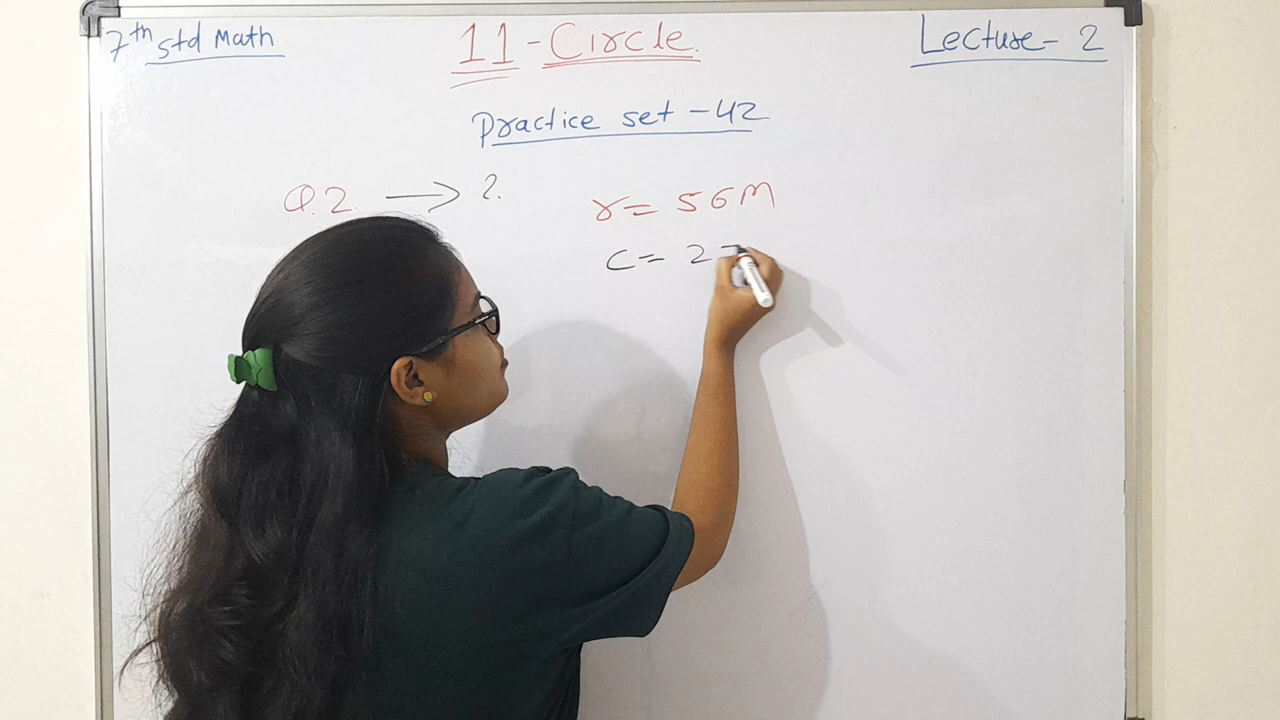 7th std Math
11 - Circle.
Lecture - 2
Practice set - 42
Q.2. → 2.
r = 56M
c = 2